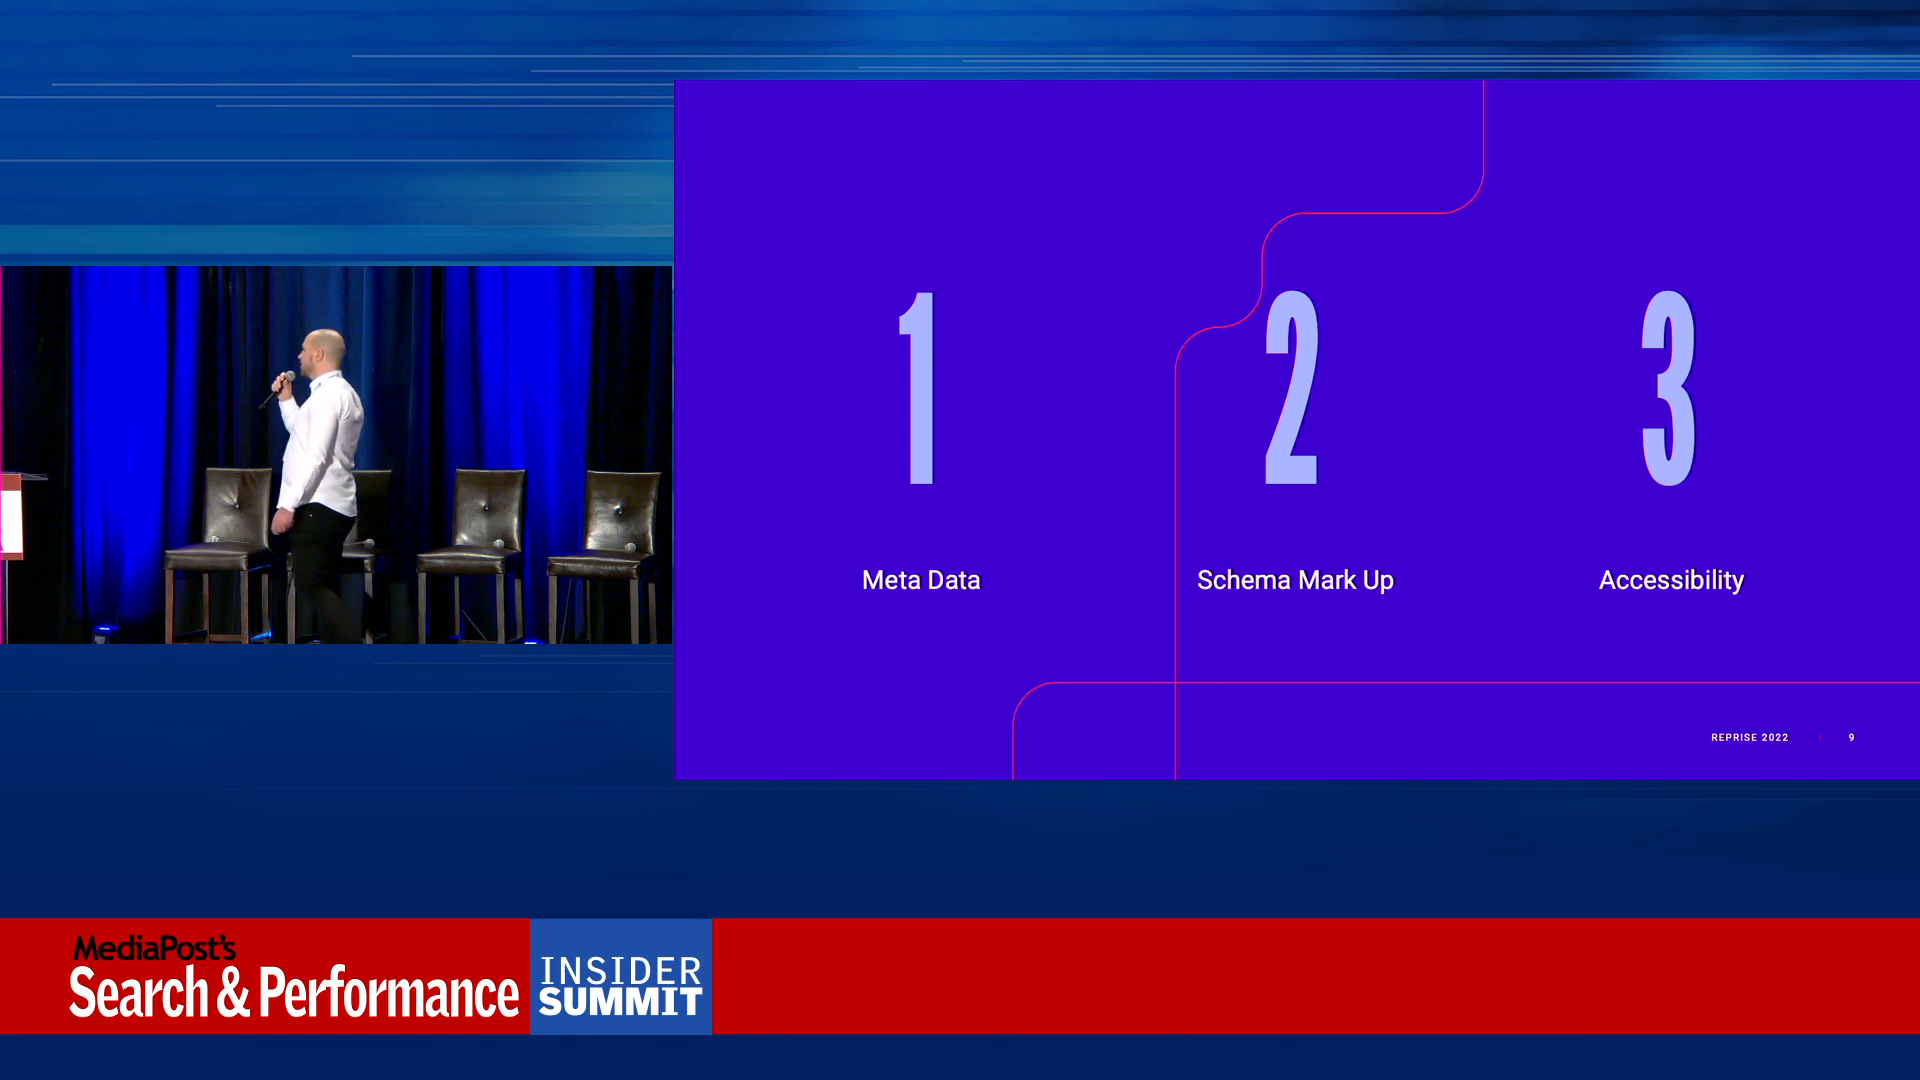 1
2
3
Meta Data
Schema Mark Up
Accessibility
REPRISE 2022 | 9
MediaPost's
Search & Performance
INSIDER
SUMMIT